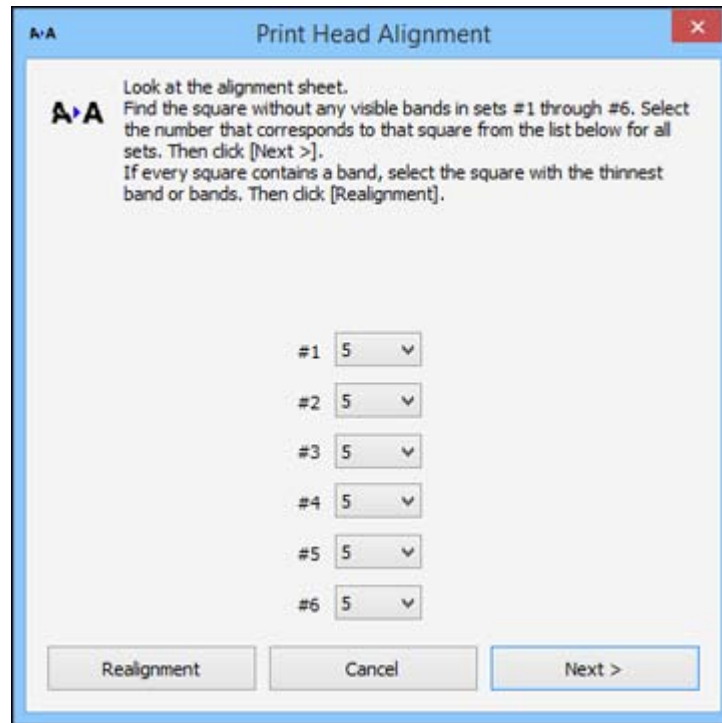 A▸A Print Head Alignment
A▸A
Look at the alignment sheet.
Find the square without any visible bands in sets #1 through #6. Select
the number that corresponds to that square from the list below for all
sets. Then click [Next >].
If every square contains a band, select the square with the thinnest
band or bands. Then click [Realignment].
#1 5
#2 5
#3 5
#4 5
#5 5
#6 5
Realignment Cancel Next >